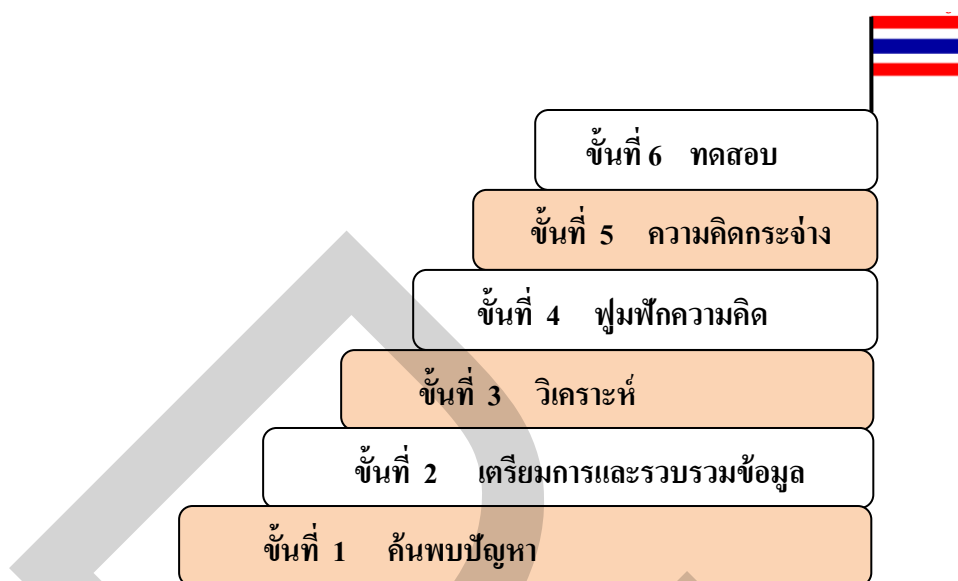 ขั้นที่ 6 ทดสอบ
ขั้นที่ 5 ความคิดกระจ่าง
ขั้นที่ 4 ฟูมฟักความคิด
ขั้นที่ 3 วิเคราะห์
ขั้นที่ 2 เตรียมการและรวบรวมข้อมูล
ขั้นที่ 1 ค้นพบปัญหา